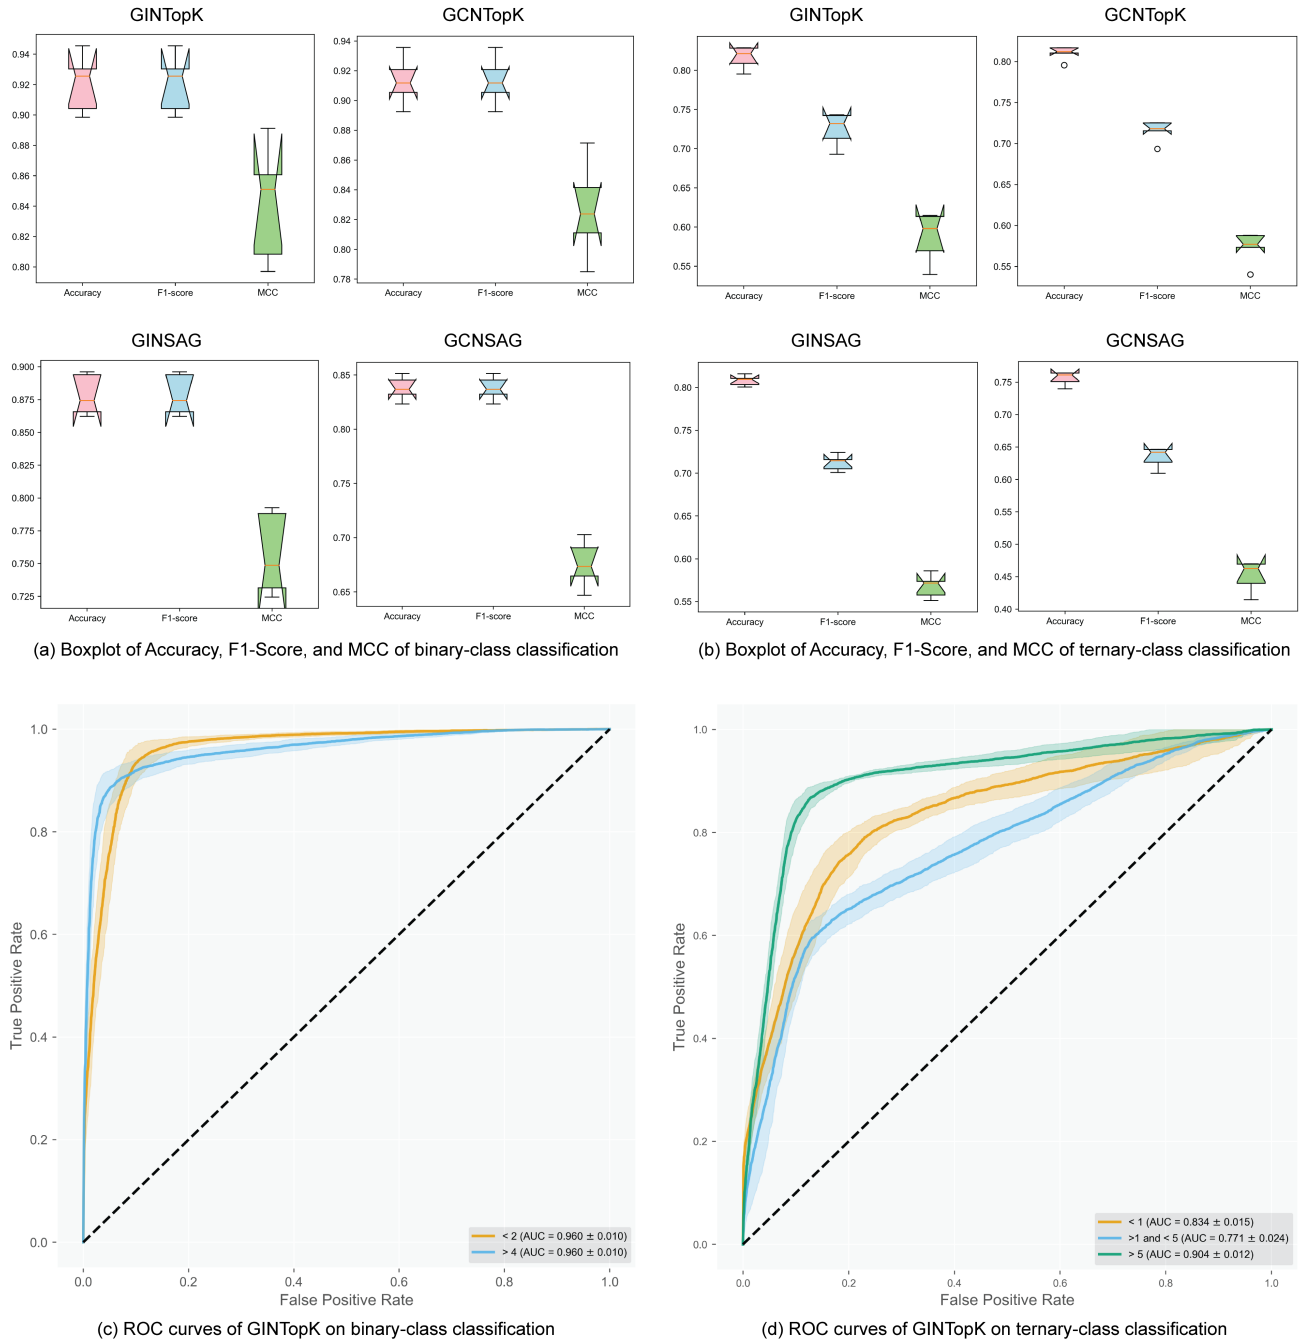 GINTopK
GCNTopK
GINTopK
GCNTopK
0.94
0.92
0.90
0.88
0.86
0.84
0.82
0.80
Accuracy
F1-score
MCC
0.94
0.92
0.90
0.88
0.86
0.84
0.82
0.80
0.78
Accuracy
F1-score
MCC
0.80
0.75
0.70
0.65
0.60
0.55
Accuracy
F1-score
MCC
0.80
0.75
0.70
0.65
0.60
0.55
Accuracy
F1-score
MCC
GINSAG
GCNSAG
GINSAG
GCNSAG
0.900
0.875
0.850
0.825
0.800
0.775
0.750
0.725
Accuracy
F1-score
MCC
0.85
0.80
0.75
0.70
0.65
Accuracy
F1-score
MCC
0.80
0.75
0.70
0.65
0.60
0.55
Accuracy
F1-score
MCC
0.75
0.70
0.65
0.60
0.55
0.50
0.45
0.40
Accuracy
F1-score
MCC
(a) Boxplot of Accuracy, F1-Score, and MCC of binary-class classification
(b) Boxplot of Accuracy, F1-Score, and MCC of ternary-class classification
True Positive Rate
1.0
0.8
0.6
0.4
0.2
0.0
< 2 (AUC = 0.960 ± 0.010)
> 4 (AUC = 0.960 ± 0.010)
0.0 0.2 0.4 0.6 0.8 1.0
False Positive Rate
(c) ROC curves of GINTopK on binary-class classification
True Positive Rate
1.0
0.8
0.6
0.4
0.2
0.0
< 1 (AUC = 0.834 ± 0.015)
>1 and < 5 (AUC = 0.771 ± 0.024)
> 5 (AUC = 0.904 ± 0.012)
0.0 0.2 0.4 0.6 0.8 1.0
False Positive Rate
(d) ROC curves of GINTopK on ternary-class classification